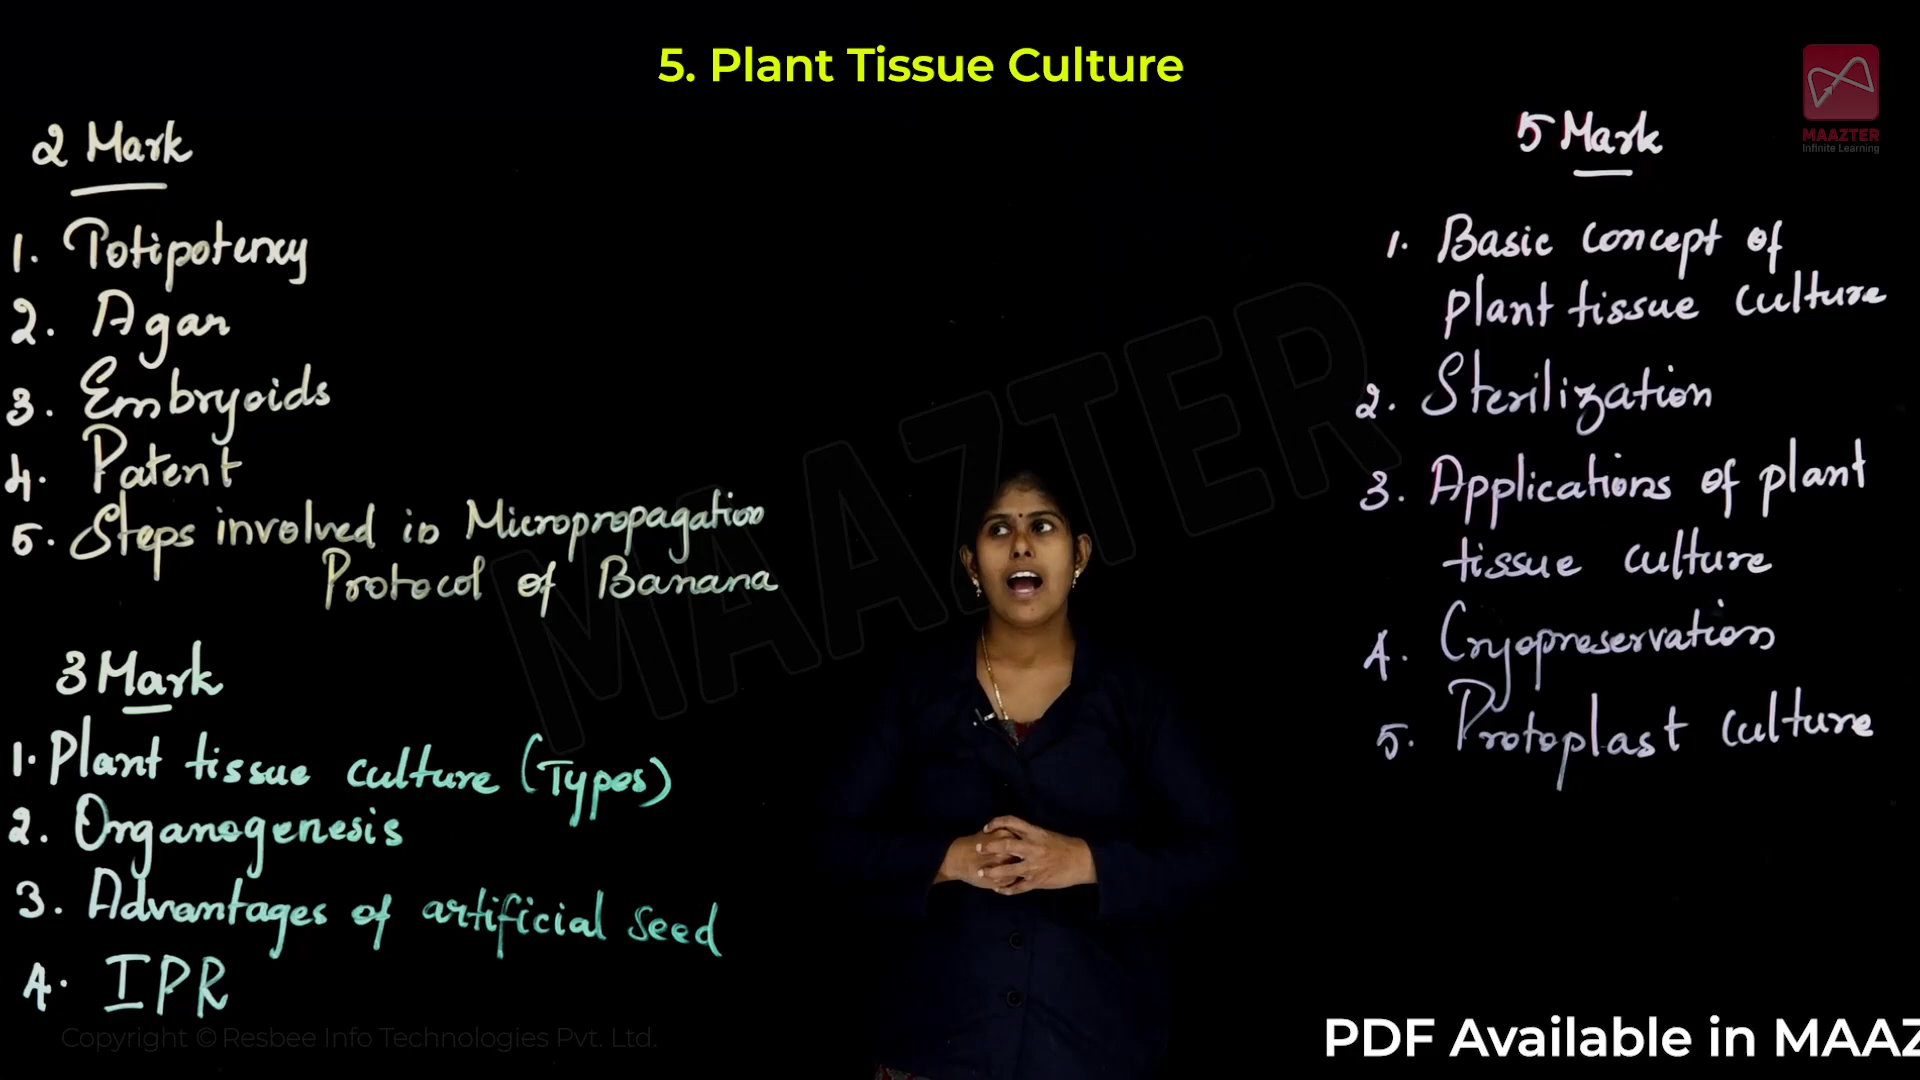 5. Plant Tissue Culture
MAAZTER
Infinite Learning
2 Mark
1. Totipotency
2. Agar
3. Embryoids
4. Patent
5. Steps involved in Micropropagation
Protocol of Banana
3 Mark
1. Plant tissue culture (Types)
2. Organogenesis
3. Advantages of artificial seed
4. IPR
5 Mark
1. Basic concept of
plant tissue culture
2. Sterilization
3. Applications of plant
tissue culture
4. Cryopreservation
5. Protoplast culture
MAAZTER
Copyright © Resbee Info Technologies Pvt. Ltd.
PDF Available in MAAZ